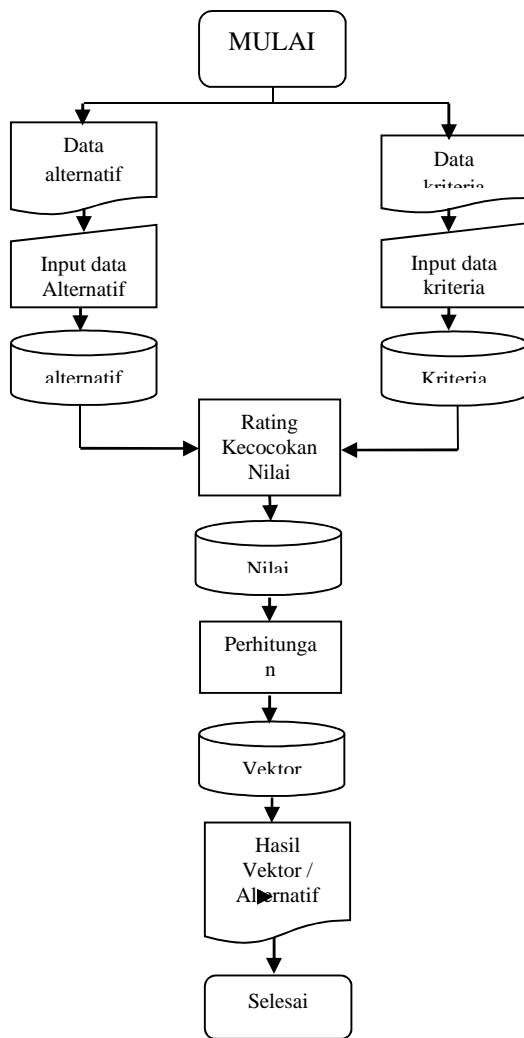 MULAI
Data
alternatif
Data
kriteria
Input data
Alternatif
Input data
kriteria
alternatif
Kriteria
Rating
Kecocokan
Nilai
Nilai
Perhitunga
n
Vektor
Hasil
Vektor /
Alternatif
Selesai